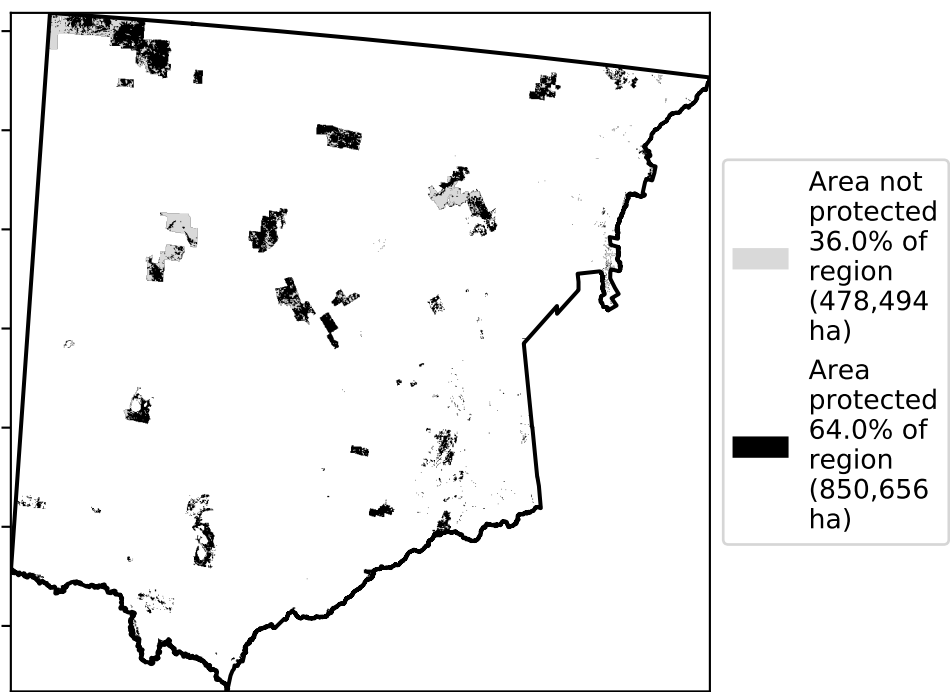 Area not
protected
36.0% of
region
(478,494
ha)
Area
protected
64.0% of
region
(850,656
ha)